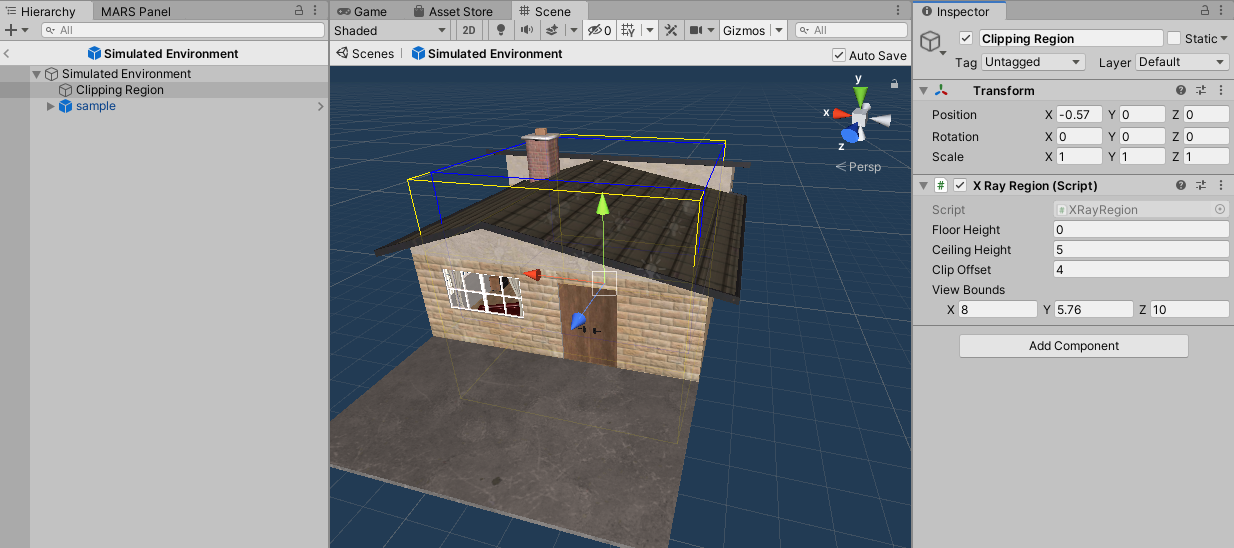 Hierarchy
MARS Panel
All
Simulated Environment
Simulated Environment
Clipping Region
sample
Game
Asset Store
Scene
Shaded
2D
0
Gizmos
All
Scenes
Simulated Environment
Auto Save
y
x
z
Persp
Inspector
Clipping Region
Static
Tag
Untagged
Layer
Default
Transform
Position X -0.57 Y 0 Z 0
Rotation X 0 Y 0 Z 0
Scale X 1 Y 1 Z 1
# X Ray Region (Script)
Script # XRayRegion
Floor Height 0
Ceiling Height 5
Clip Offset 4
View Bounds
X 8 Y 5.76 Z 10
Add Component